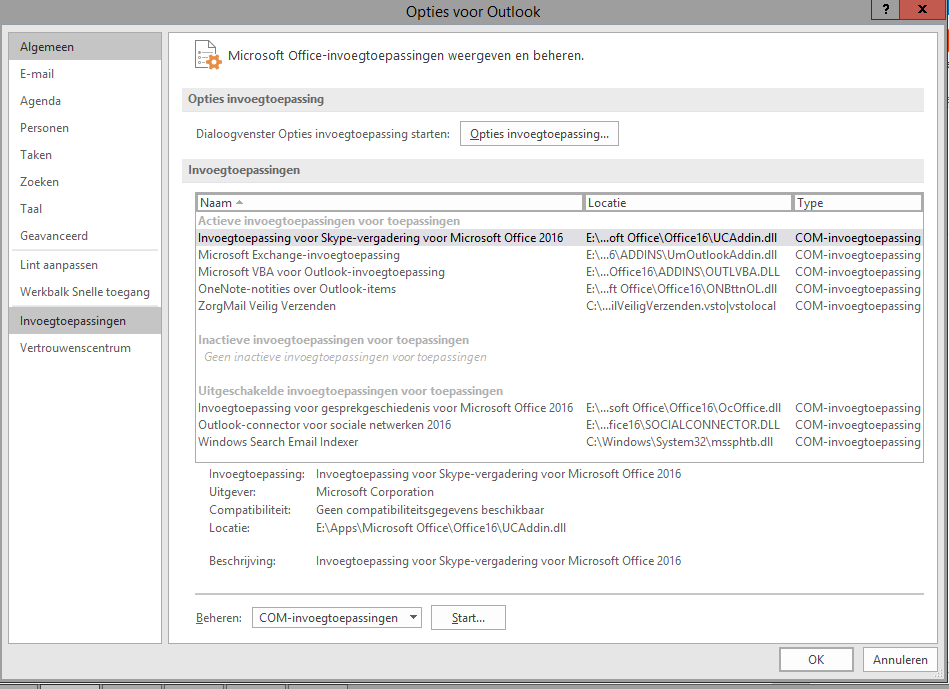 Opties voor Outlook
?
Algemeen
E-mail
Agenda
Personen
Taken
Zoeken
Taal
Geavanceerd
Lint aanpassen
Werkbalk Snelle toegang
Invoegtoepassingen
Vertrouwenscentrum
Microsoft Office-invoegtoepassingen weergeven en beheren.
Opties invoegtoepassing
Dialoogvenster Opties invoegtoepassing starten: Opties invoegtoepassing...
Invoegtoepassingen
Naam Locatie Type
Actieve invoegtoepassingen voor toepassingen
Invoegtoepassing voor Skype-vergadering voor Microsoft Office 2016 E:\...oft Office\Office16\UCAddin.dll COM-invoegtoepassing
Microsoft Exchange-invoegtoepassing E:\...6\ADDINS\UmOutlookAddin.dll COM-invoegtoepassing
Microsoft VBA voor Outlook-invoegtoepassing E:\...Office16\ADDINS\OUTLVBA.DLL COM-invoegtoepassing
OneNote-notities over Outlook-items E:\...ft Office\Office16\ONBttnOL.dll COM-invoegtoepassing
ZorgMail Veilig Verzenden C:\...ilVeiligVerzenden.vsto|vstolocal COM-invoegtoepassing
Inactieve invoegtoepassingen voor toepassingen
Geen inactieve invoegtoepassingen voor toepassingen
Uitgeschakelde invoegtoepassingen voor toepassingen
Invoegtoepassing voor gesprekgeschiedenis voor Microsoft Office 2016 E:\...soft Office\Office16\OcOffice.dll COM-invoegtoepassing
Outlook-connector voor sociale netwerken 2016 E:\...fice16\SOCIALCONNECTOR.DLL COM-invoegtoepassing
Windows Search Email Indexer C:\Windows\System32\mssphtb.dll COM-invoegtoepassing
Invoegtoepassing: Invoegtoepassing voor Skype-vergadering voor Microsoft Office 2016
Uitgever: Microsoft Corporation
Compatibiliteit: Geen compatibiliteitsgegevens beschikbaar
Locatie: E:\Apps\Microsoft Office\Office16\UCAddin.dll
Beschrijving: Invoegtoepassing voor Skype-vergadering voor Microsoft Office 2016
Beheren: COM-invoegtoepassingen Start...
OK Annuleren